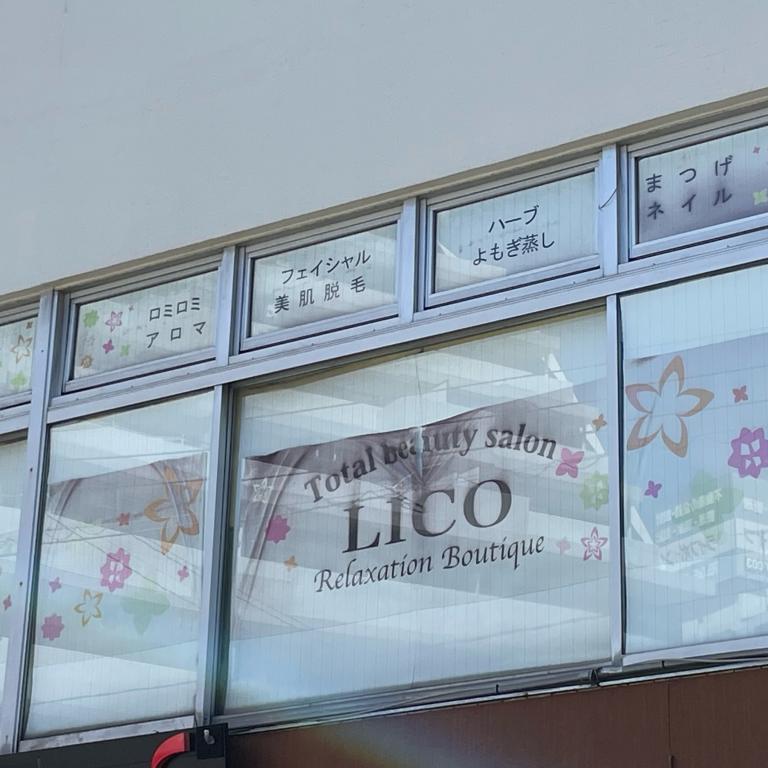 ロミロミ
アロマ
フェイシャル
美肌脱毛
ハーブ
よもぎ蒸し
まつげ
ネイル
Total beauty salon
LICO
Relaxation Boutique